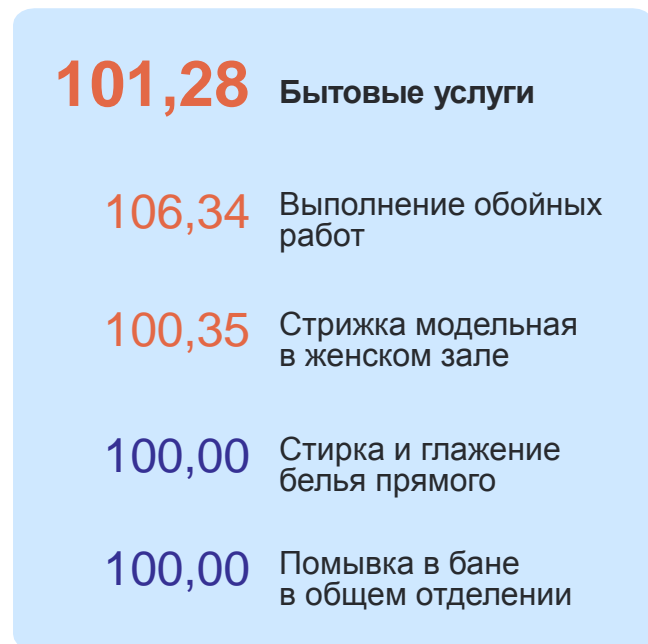 101,28 Бытовые услуги
106,34 Выполнение обойных
работ
100,35 Стрижка модельная
в женском зале
100,00 Стирка и глажение
белья прямого
100,00 Помывка в бане
в общем отделении